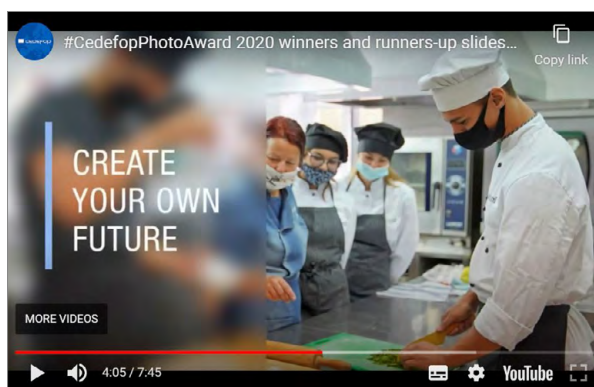 cedefop
#CedefopPhotoAward 2020 winners and runners-up slides...
Copy link
CREATE
YOUR OWN
FUTURE
MORE VIDEOS
4:05 / 7:45
YouTube